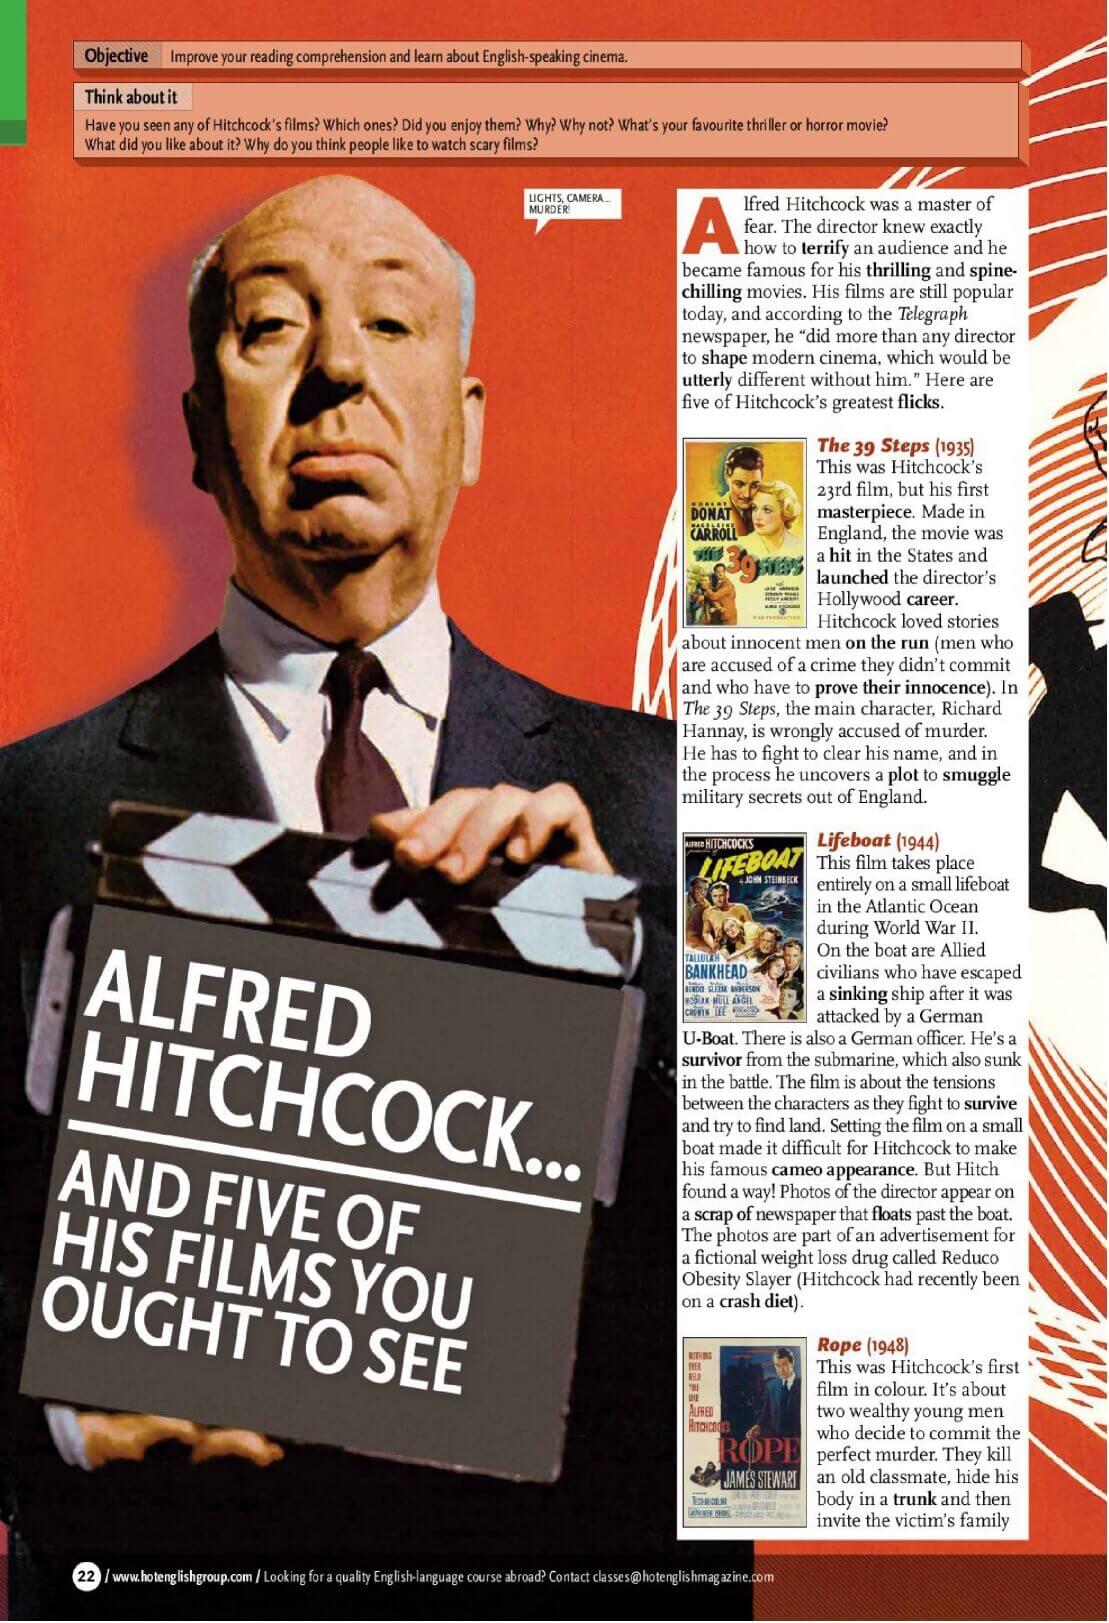 Objective Improve your reading comprehension and learn about English-speaking cinema.
Think about it
Have you seen any of Hitchcock's films? Which ones? Did you enjoy them? Why? Why not? What's your favourite thriller or horror movie?
What did you like about it? Why do you think people like to watch scary films?
LIGHTS, CAMERA...
MURDER!
ALFRED
HITCHCOCK...
AND FIVE OF
HIS FILMS YOU
OUGHT TO SEE
Alfred Hitchcock was a master of
fear. The director knew exactly
how to terrify an audience and he
became famous for his thrilling and spine-
chilling movies. His films are still popular
today, and according to the Telegraph
newspaper, he “did more than any director
to shape modern cinema, which would be
utterly different without him.” Here are
five of Hitchcock's greatest flicks.
ROBERT
DONAT
MADELEINE
CARROLL
THE 39 STEPS
The 39 Steps (1935)
This was Hitchcock's
23rd film, but his first
masterpiece. Made in
England, the movie was
a hit in the States and
launched the director's
Hollywood career.
Hitchcock loved stories
about innocent men on the run (men who
are accused of a crime they didn't commit
and who have to prove their innocence). In
The 39 Steps, the main character, Richard
Hannay, is wrongly accused of murder.
He has to fight to clear his name, and in
the process he uncovers a plot to smuggle
military secrets out of England.
ALFRED HITCHCOCK'S
LIFEBOAT
JOHN STEINBECK
TALLULAH
BANKHEAD
BENDIX SLEZAK ANDERSON
HODIAK HULL ANGEL
CRONYN LEE
Lifeboat (1944)
This film takes place
entirely on a small lifeboat
in the Atlantic Ocean
during World War II.
On the boat are Allied
civilians who have escaped
a sinking ship after it was
attacked by a German
U-Boat. There is also a German officer. He's a
survivor from the submarine, which also sunk
in the battle. The film is about the tensions
between the characters as they fight to survive
and try to find land. Setting the film on a small
boat made it difficult for Hitchcock to make
his famous cameo appearance. But Hitch
found a way! Photos of the director appear on
a scrap of newspaper that floats past the boat.
The photos are part of an advertisement for
a fictional weight loss drug called Reduco
Obesity Slayer (Hitchcock had recently been
on a crash diet).
NOTHING
EVER
HELD
YOU
LIKE
ALFRED
HITCHCOCK'S
ROPE
JAMES STEWART
TECHNICOLOR
WARNER BROS.
Rope (1948)
This was Hitchcock's first
film in colour. It's about
two wealthy young men
who decide to commit the
perfect murder. They kill
an old classmate, hide his
body in a trunk and then
invite the victim's family
22 / www.hotenglishgroup.com / Looking for a quality English-language course abroad? Contact classes@hotenglishmagazine.com